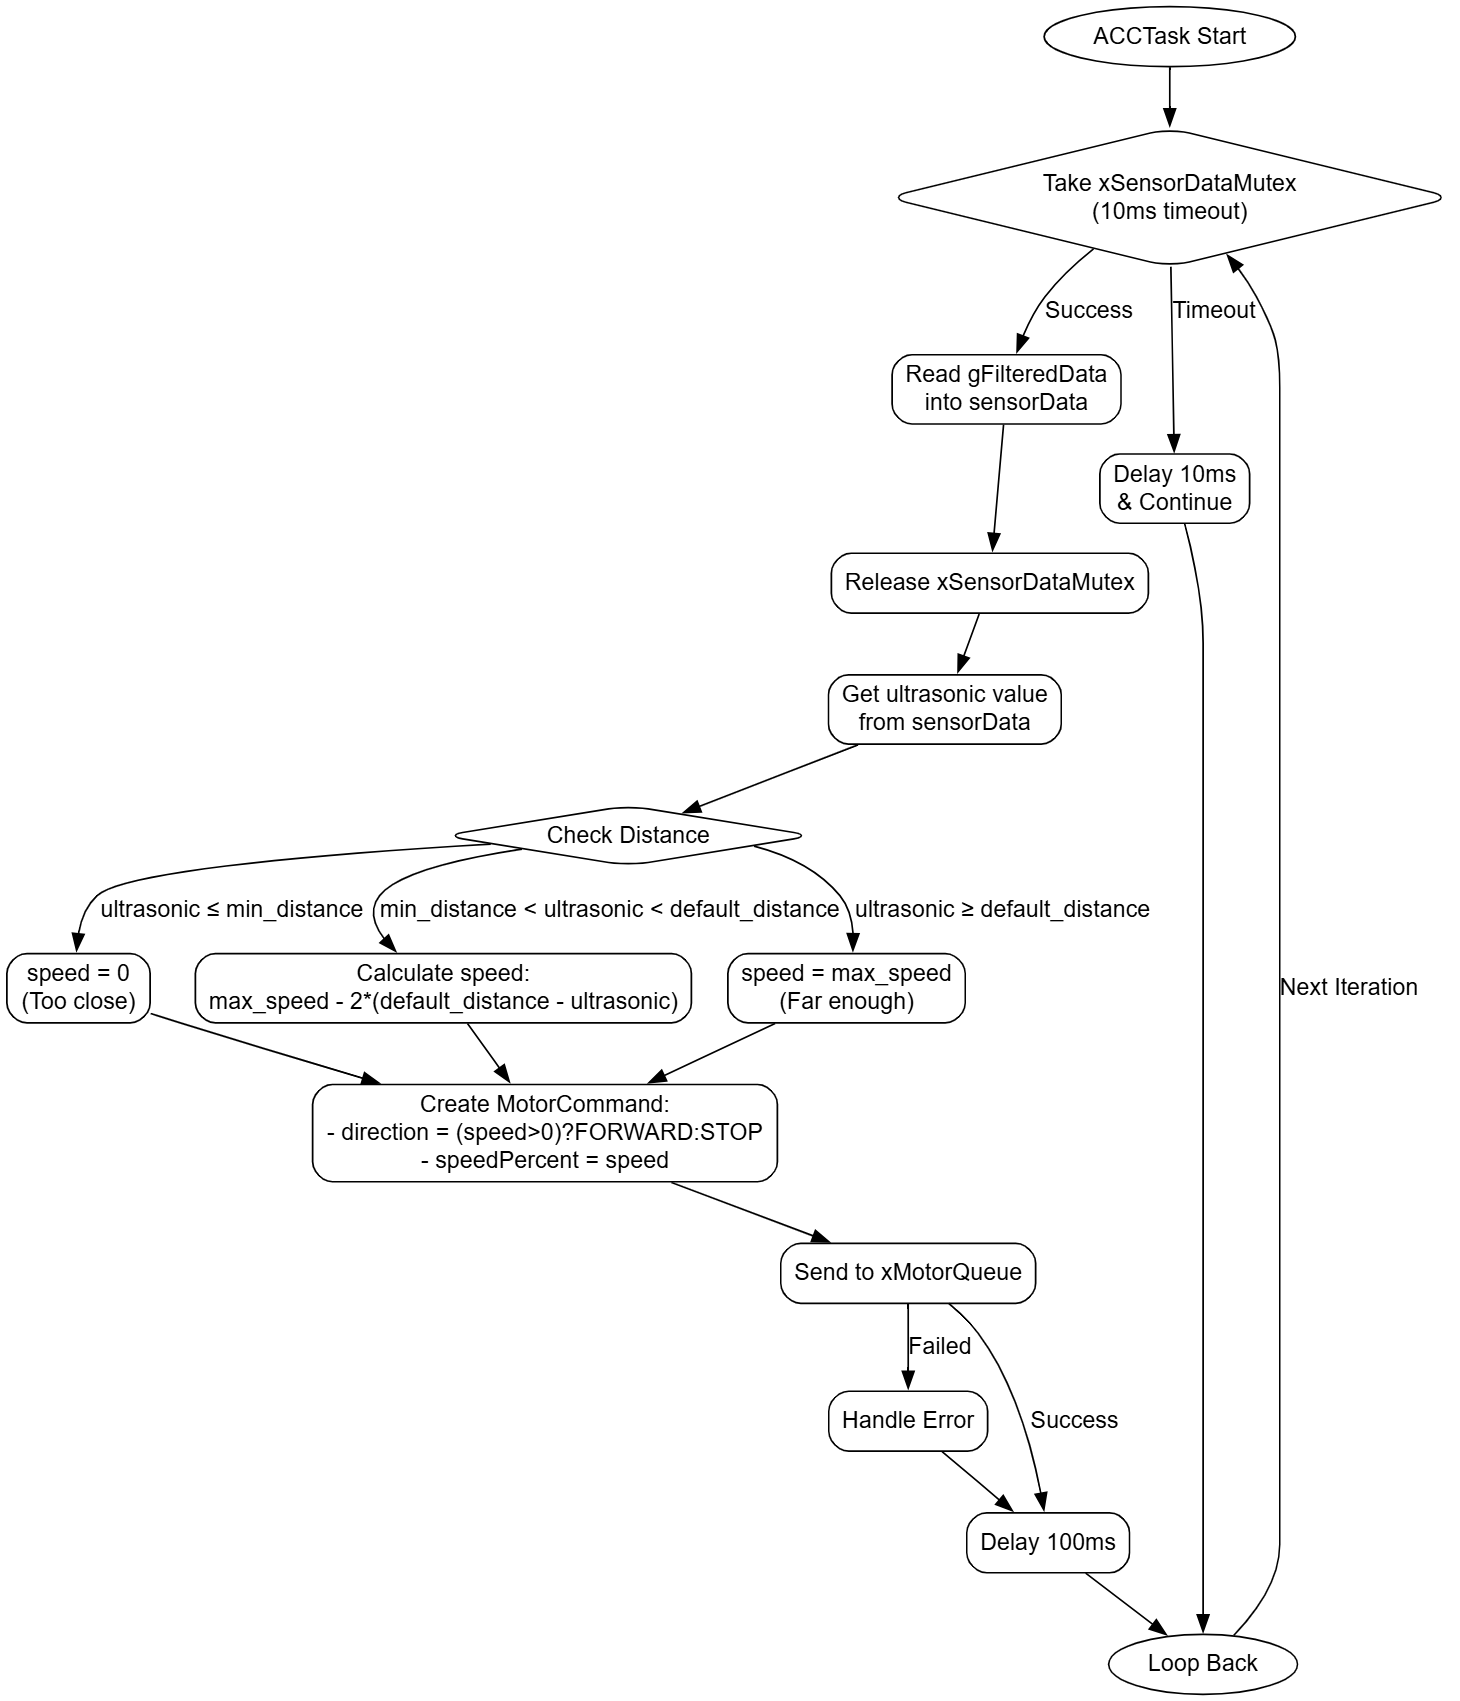 ACCTask Start
Take xSensorDataMutex
(10ms timeout)
Success
Timeout
Read gFilteredData
into sensorData
Delay 10ms
& Continue
Release xSensorDataMutex
Get ultrasonic value
from sensorData
Check Distance
ultrasonic ≤ min_distance
min_distance < ultrasonic < default_distance
ultrasonic ≥ default_distance
speed = 0
(Too close)
Calculate speed:
max_speed - 2*(default_distance - ultrasonic)
speed = max_speed
(Far enough)
Next Iteration
Create MotorCommand:
- direction = (speed>0)?FORWARD:STOP
- speedPercent = speed
Send to xMotorQueue
Failed
Handle Error
Success
Delay 100ms
Loop Back